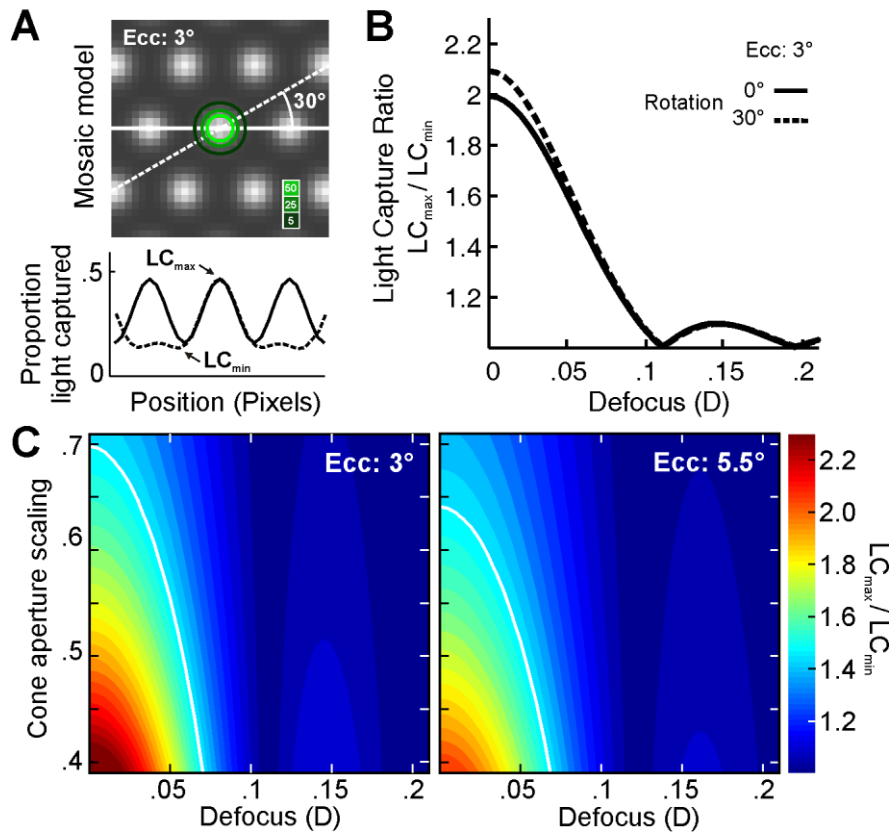 A
Mosaic model
Ecc: 3°
30°
50
25
5
Proportion
light captured
.5
0
LCmax
LCmin
Position (Pixels)
B
Light Capture Ratio
LCmax / LCmin
2.2
2
1.8
1.6
1.4
1.2
0
.05
.1
.15
.2
Defocus (D)
Ecc: 3°
Rotation
0°
30°
C
Cone aperture scaling
.7
.6
.5
.4
Ecc: 3°
.05
.1
.15
.2
Defocus (D)
Ecc: 5.5°
.05
.1
.15
.2
Defocus (D)
2.2
2.0
1.8
1.6
1.4
1.2
LCmax / LCmin